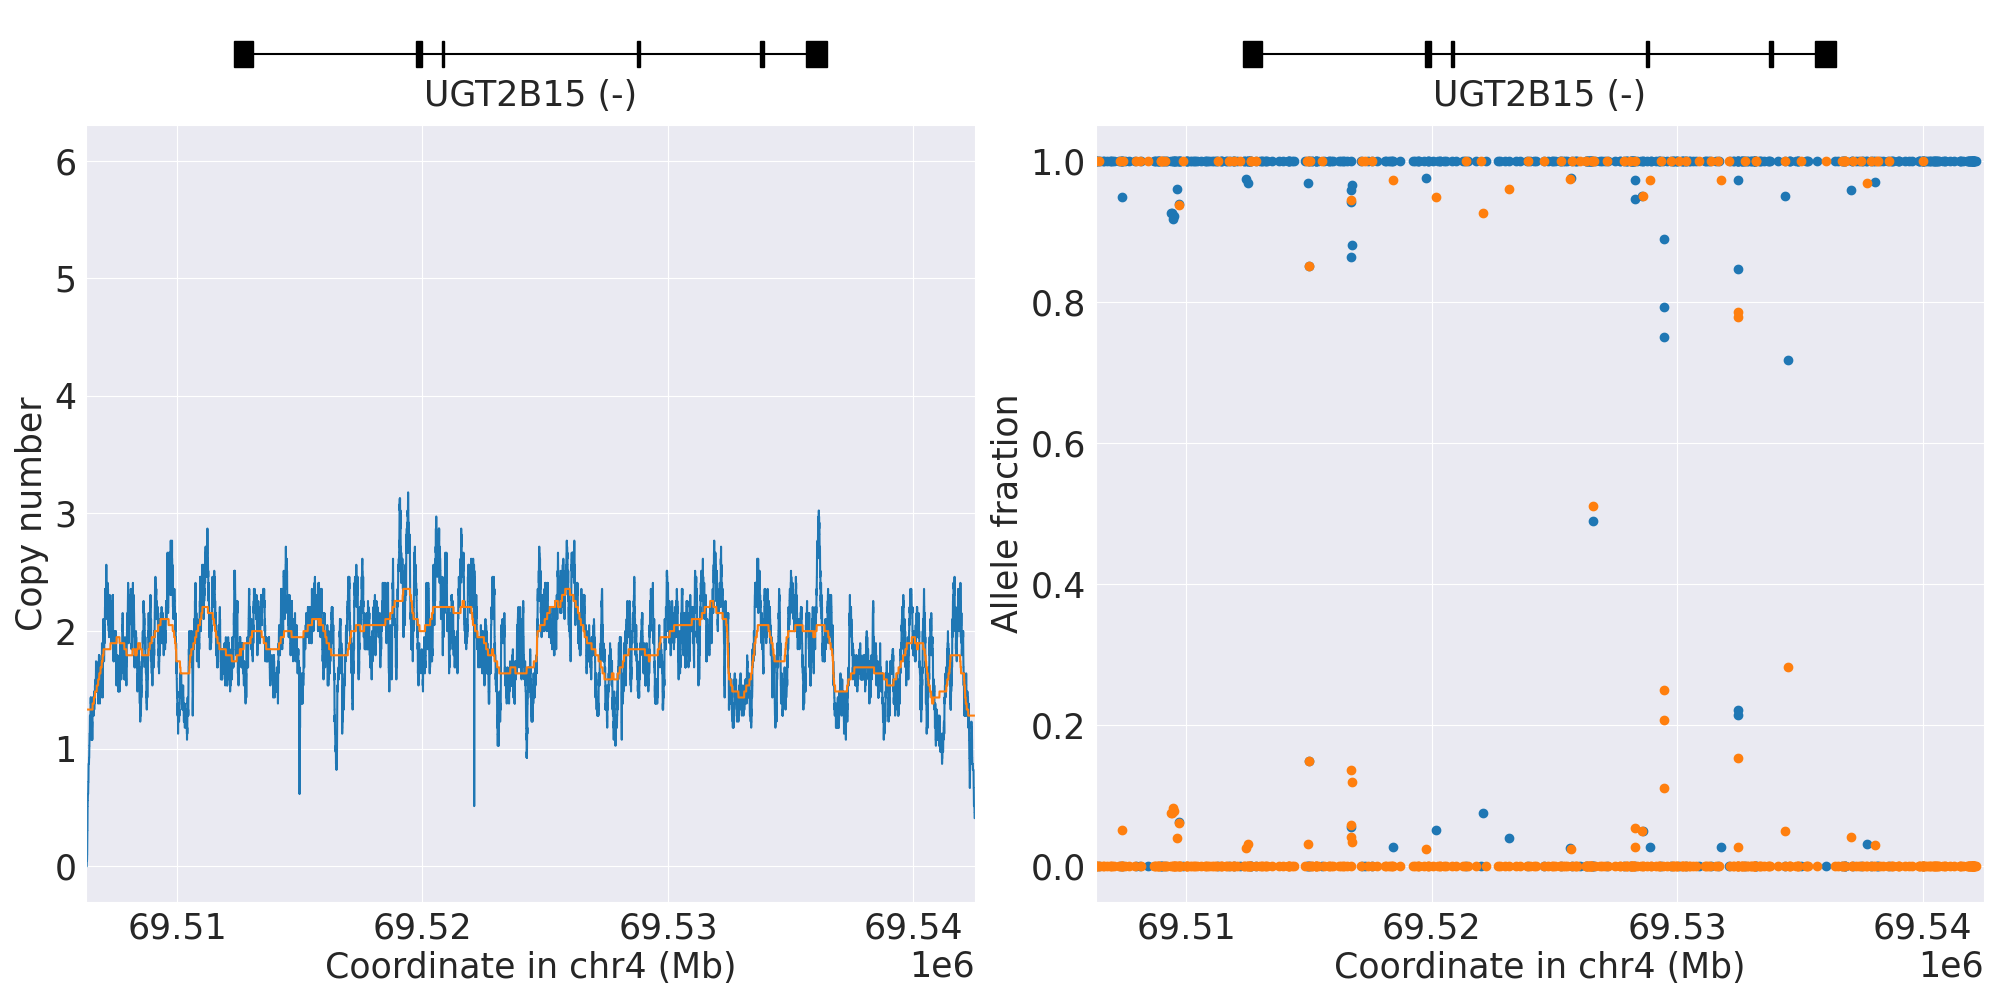 UGT2B15 (-)
Copy number
6
5
4
3
2
1
0
69.51
69.52
69.53
69.54
Coordinate in chr4 (Mb)
1e6
UGT2B15 (-)
Allele fraction
1.0
0.8
0.6
0.4
0.2
0.0
69.51
69.52
69.53
69.54
Coordinate in chr4 (Mb)
1e6